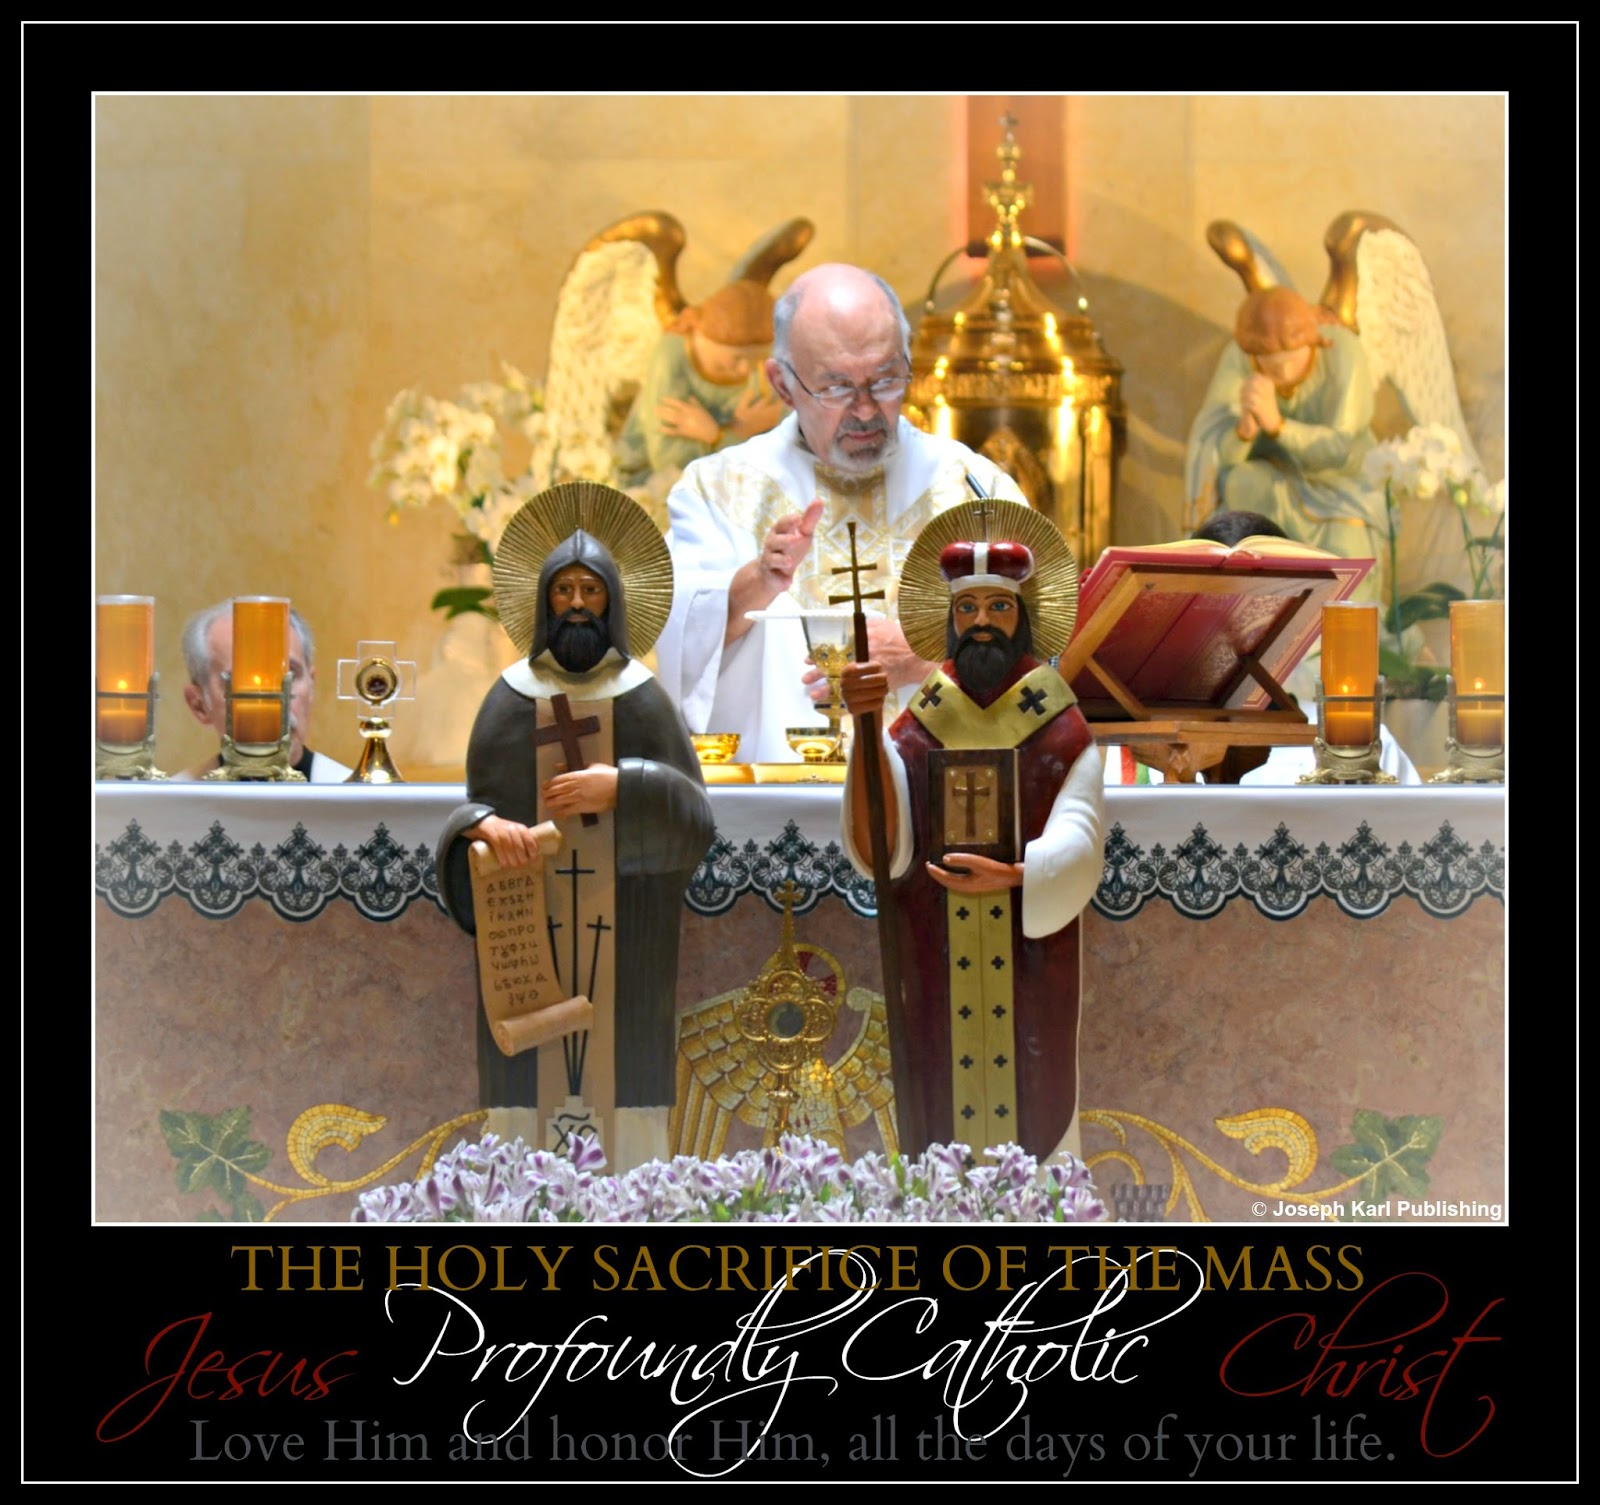 АБВГД
© Joseph Karl Publishing
THE HOLY SACRIFICE OF THE MASS
Jesus Profoundly Catholic Christ
Love Him and honor Him, all the days of your life.